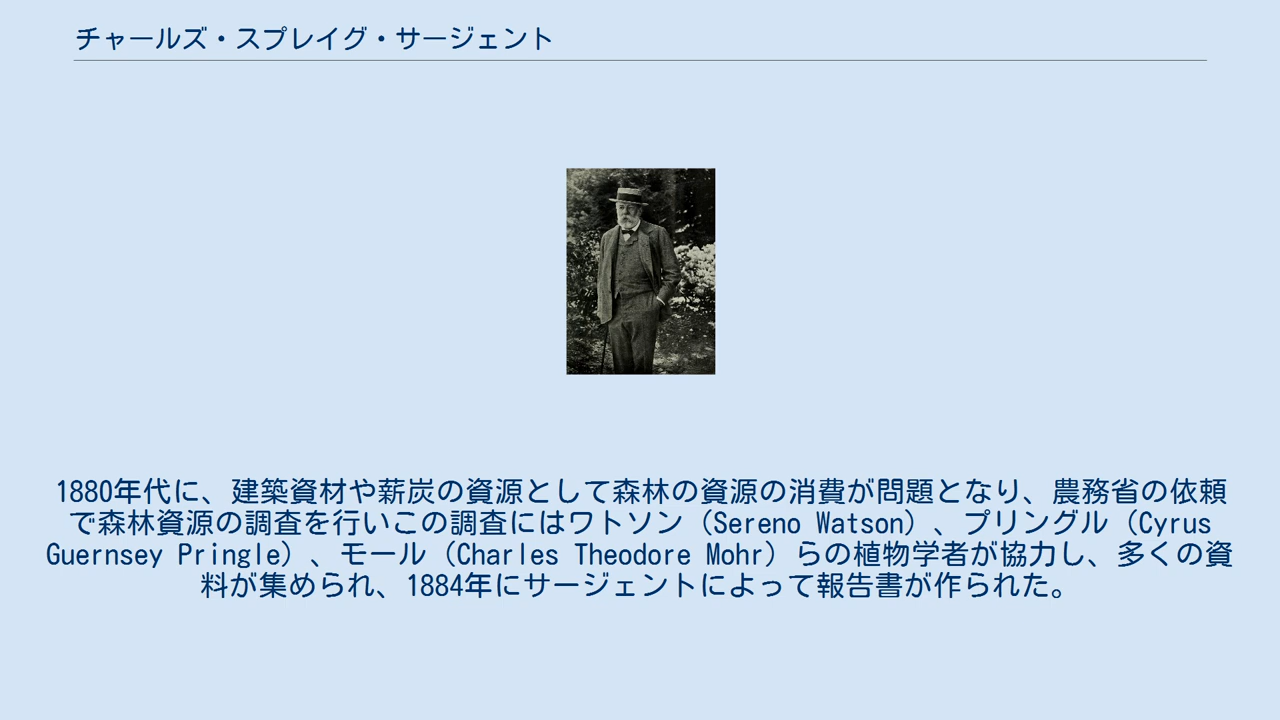 チャールズ・スプレイグ・サージェント
1880年代に、建築資材や薪炭の資源として森林の資源の消費が問題となり、農務省の依頼
で森林資源の調査を行いこの調査にはワトソン（Sereno Watson）、プリングル（Cyrus
Guernsey Pringle）、モール（Charles Theodore Mohr）らの植物学者が協力し、多くの資
料が集められ、1884年にサージェントによって報告書が作られた。